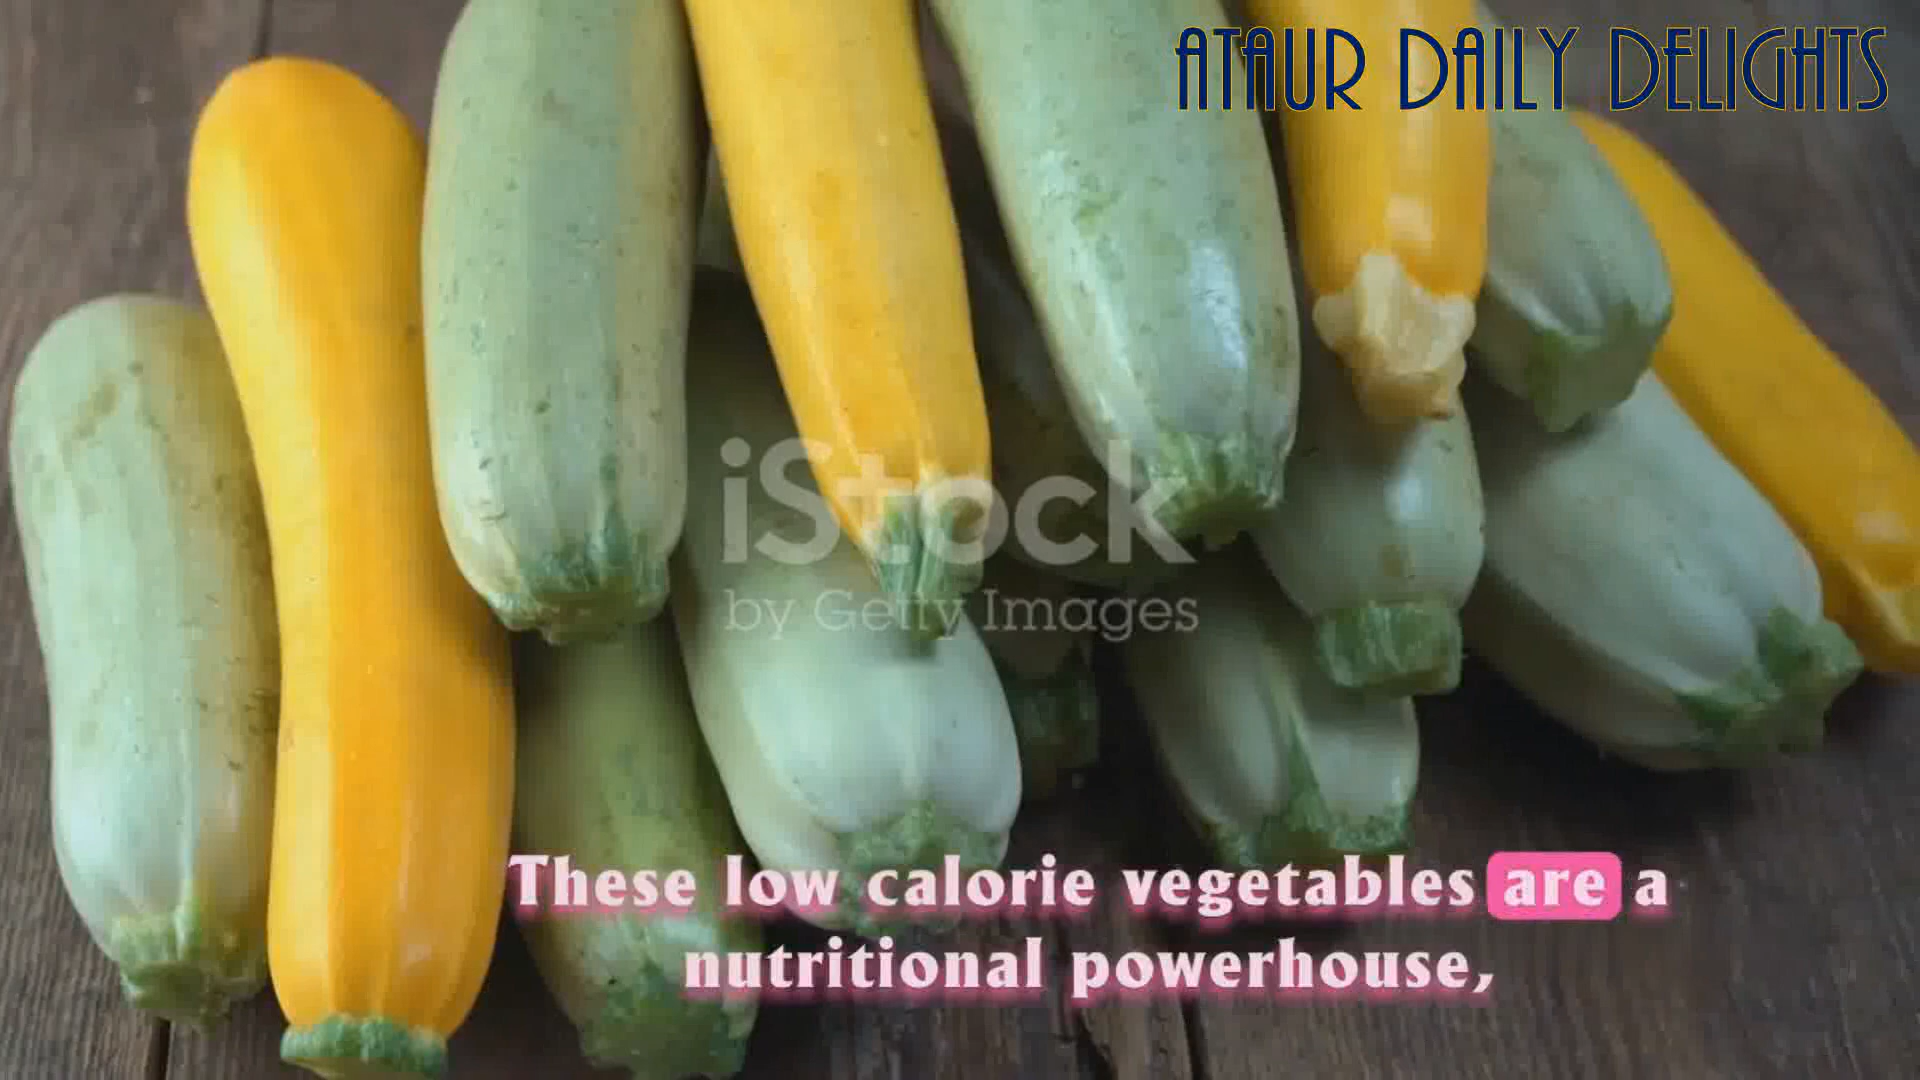 ATAUR DAILY DELIGHTS
iStock
by Getty Images
These low calorie vegetables are a
nutritional powerhouse,